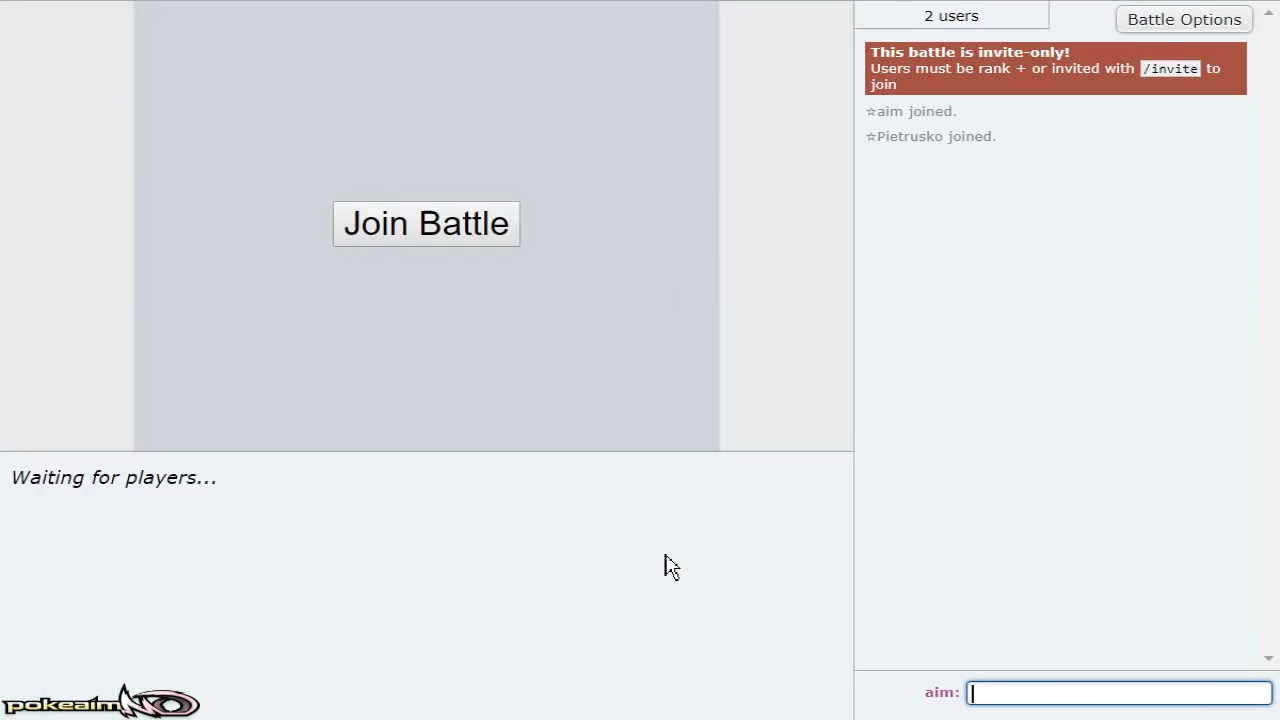 2 users
Battle Options
This battle is invite-only!
Users must be rank + or invited with /invite to
join
☆aim joined.
☆Pietrusko joined.
Join Battle
Waiting for players...
pokeaimMD
aim: